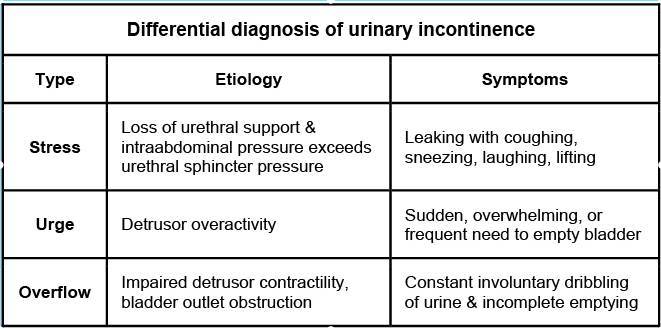 Differential diagnosis of urinary incontinence
Type Etiology Symptoms
Stress
Loss of urethral support &
intraabdominal pressure exceeds
urethral sphincter pressure
Leaking with coughing,
sneezing, laughing, lifting
Urge
Detrusor overactivity
Sudden, overwhelming, or
frequent need to empty bladder
Overflow
Impaired detrusor contractility,
bladder outlet obstruction
Constant involuntary dribbling
of urine & incomplete emptying